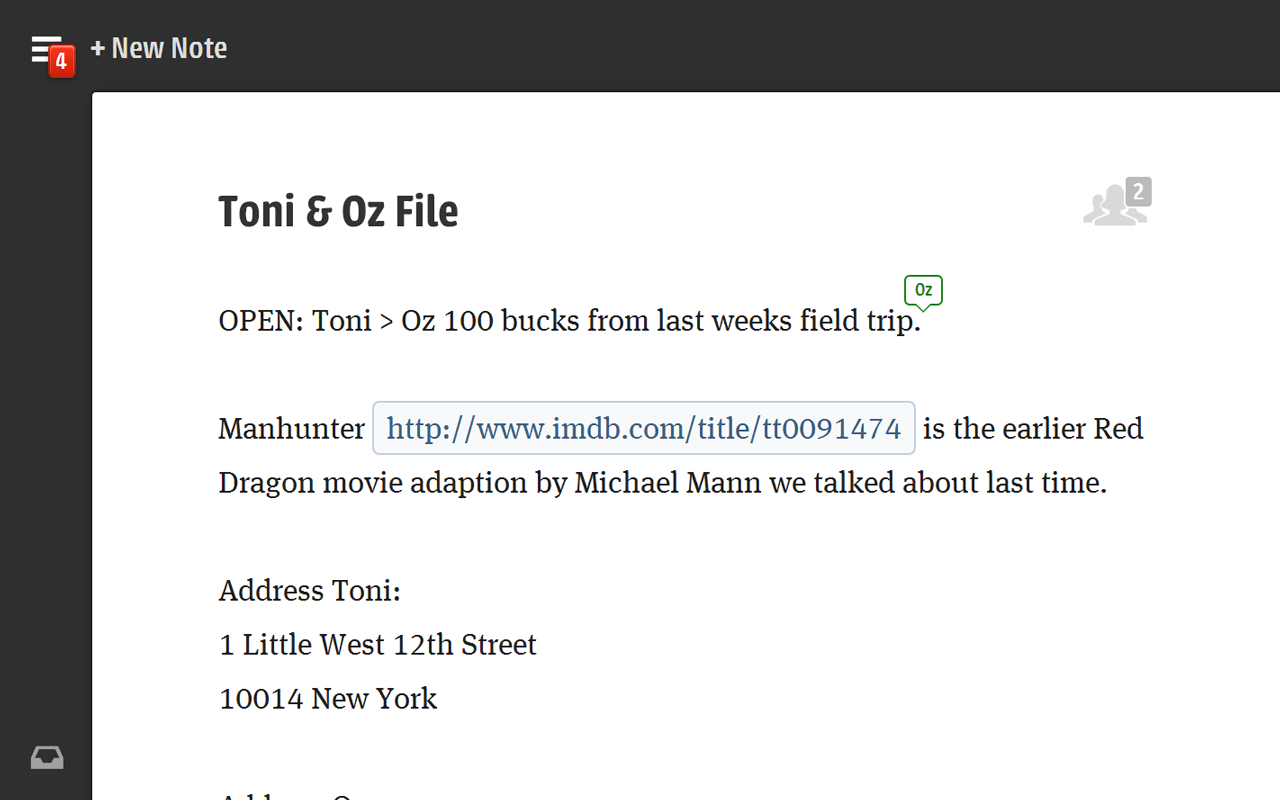 4
+ New Note
Toni & Oz File
2
Oz
OPEN: Toni > Oz 100 bucks from last weeks field trip.
Manhunter http://www.imdb.com/title/tt0091474 is the earlier Red
Dragon movie adaption by Michael Mann we talked about last time.
Address Toni:
1 Little West 12th Street
10014 New York